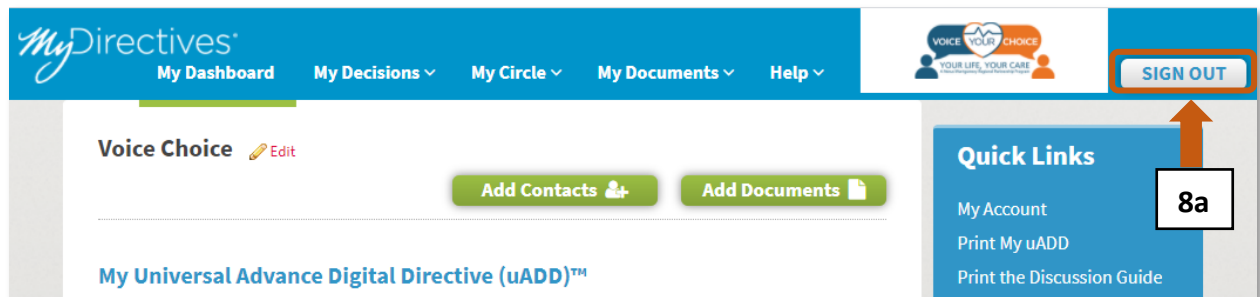 MyDirectives
VOICE YOUR CHOICE
YOUR LIFE, YOUR CARE
My Dashboard My Decisions My Circle My Documents Help
SIGN OUT
Voice Choice Edit
Add Contacts Add Documents
My Universal Advance Digital Directive (uADD)™
Quick Links
8a
My Account
Print My uADD
Print the Discussion Guide